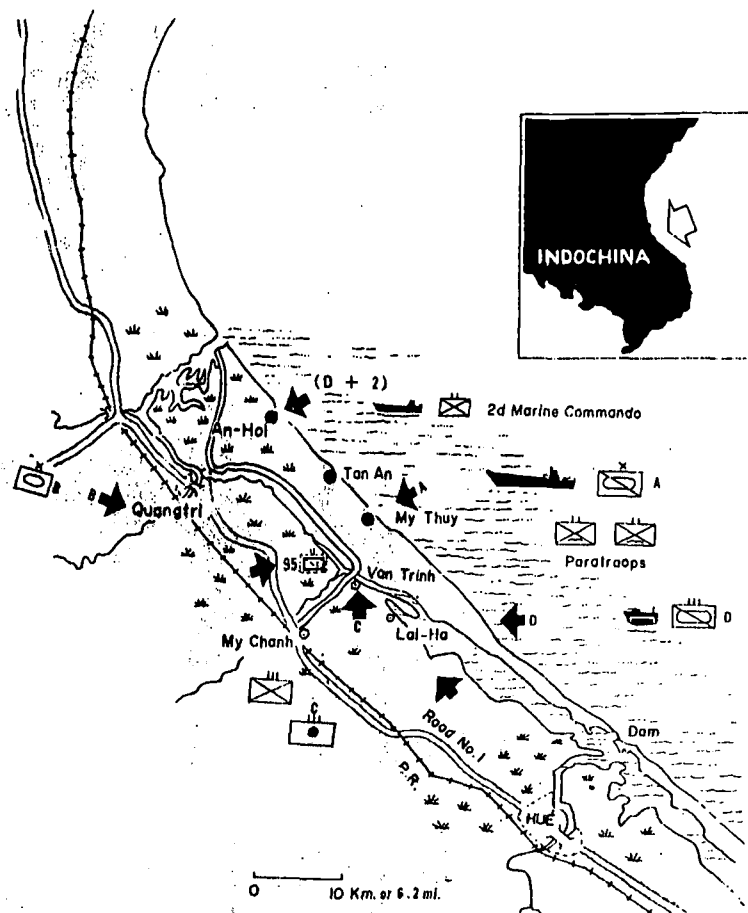 INDOCHINA
(D + 2)
2d Marine Commando
An-Hoi
Tan An
A
A
B
B
My Thuy
Quangtri
Paratroops
95
Van Trinh
C
D
D
My Chanh
Lai-Ha
C
Road No. 1
Dam
R.R.
HUE
0 10 Km. or 6.2 mi.